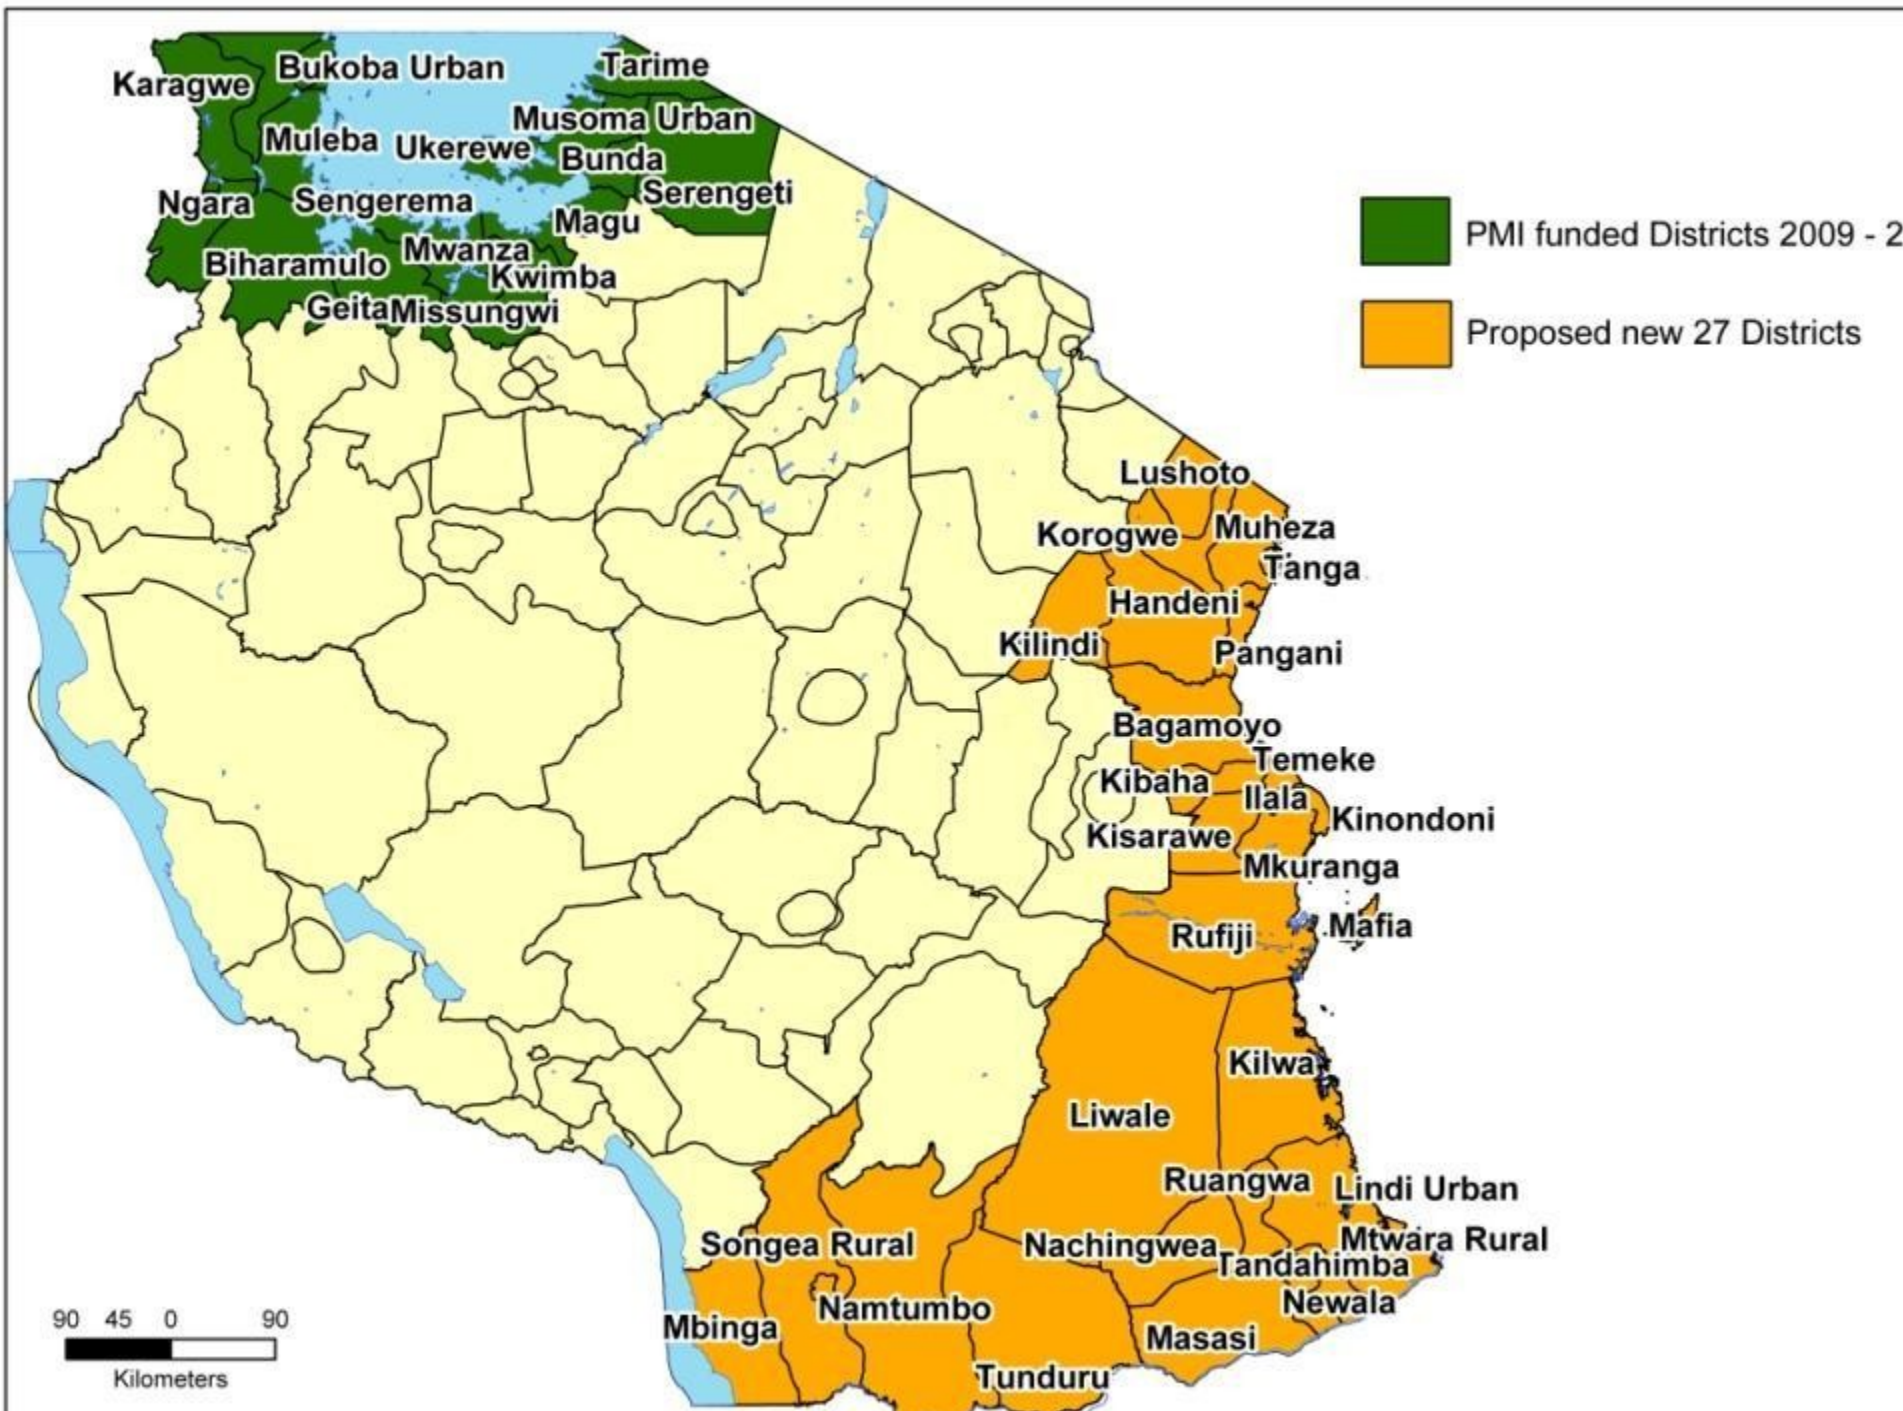 Karagwe
Bukoba Urban
Tarime
Musoma Urban
Muleba
Ukerewe
Bunda
Serengeti
Ngara
Sengerema
Magu
Mwanza
Biharamulo
Kwimba
Geita
Missungwi
PMI funded Districts 2009 - 2
Proposed new 27 Districts
Lushoto
Korogwe
Muheza
Tanga
Handeni
Kilindi
Pangani
Bagamoyo
Temeke
Kibaha
Ilala
Kinondoni
Kisarawe
Mkuranga
Rufiji
Mafia
Kilwa
Liwale
Ruangwa
Lindi Urban
Songea Rural
Nachingwea
Mtwara Rural
Tandahimba
Newala
Namtumbo
Mbinga
Masasi
Tunduru
90 45 0 90
Kilometers